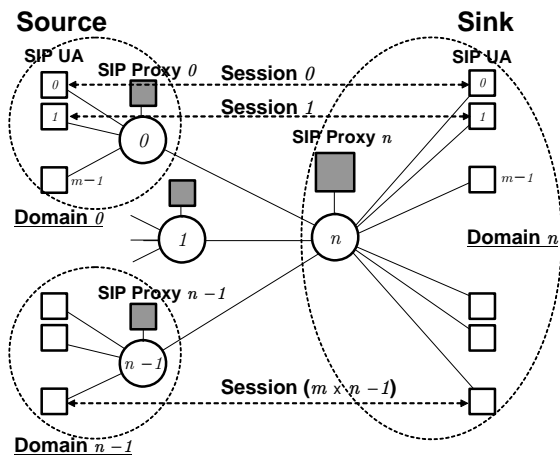 Source Sink
SIP UA SIP UA
SIP Proxy 0
Session 0
0 0
Session 1
1 1
0
SIP Proxy n
m−1 m−1
Domain 0
1
n
Domain n
SIP Proxy n −1
n −1
Session (m × n −1)
Domain n −1